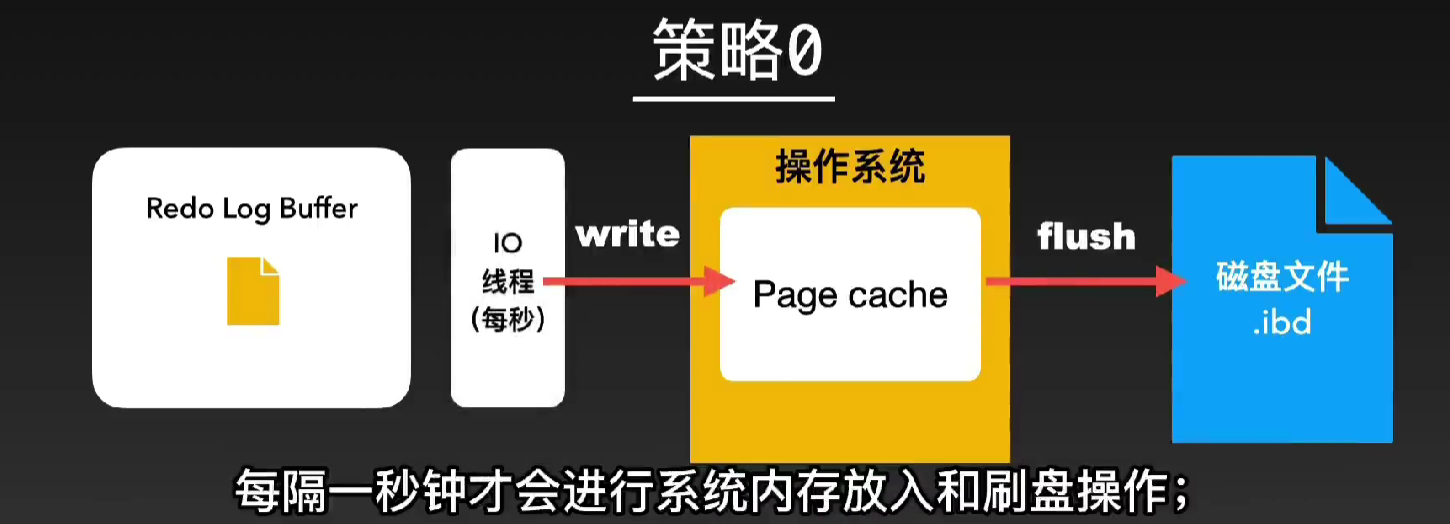 策略0
Redo Log Buffer
IO
线程
(每秒)
write
操作系统
Page cache
flush
磁盘文件
.ibd
每隔一秒钟才会进行系统内存放入和刷盘操作；